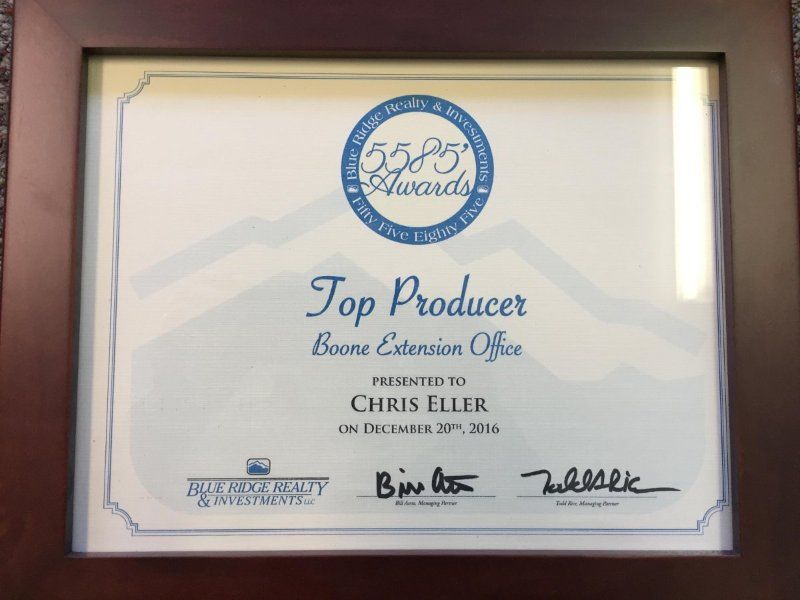 Blue Ridge Realty & Investments
5585'
Awards
Fifty Five Eighty Five
Top Producer
Boone Extension Office
PRESENTED TO
CHRIS ELLER
ON DECEMBER 20TH, 2016
BLUE RIDGE REALTY
& INVESTMENTS LLC
Bill Aceto, Managing Partner
Todd Rice, Managing Partner